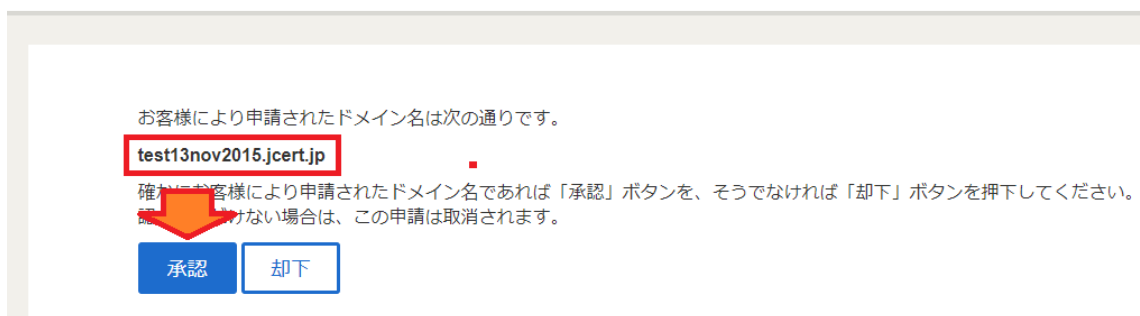 お客様により申請されたドメイン名は次の通りです。
test13nov2015.jcert.jp
確かにお客様により申請されたドメイン名であれば「承認」ボタンを、そうでなければ「却下」ボタンを押下してください。
けない場合は、この申請は取消されます。
承認 却下